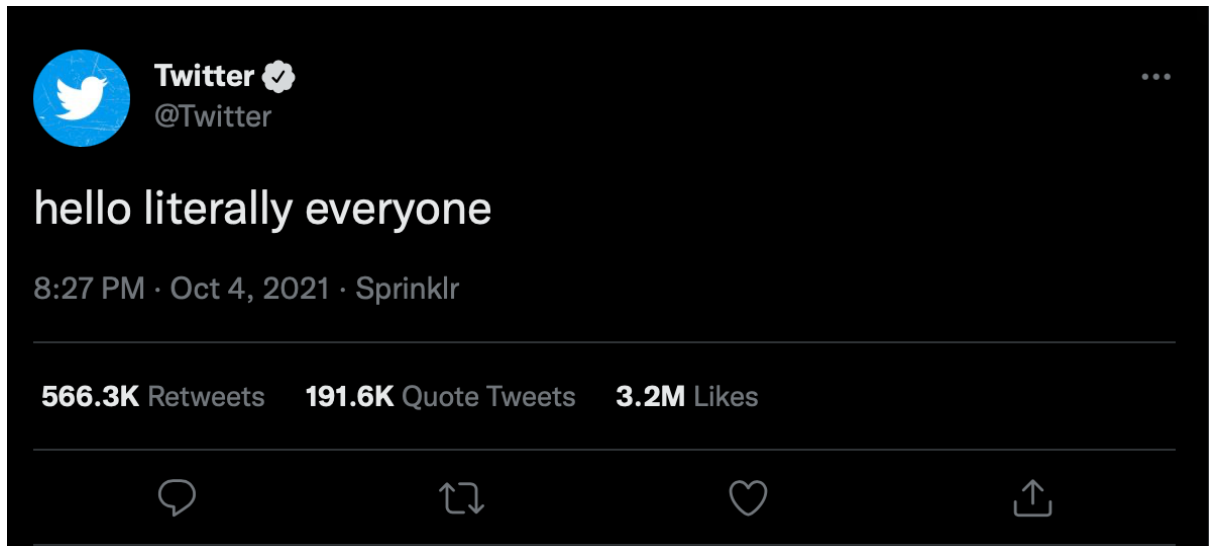 Twitter
@Twitter
hello literally everyone
8:27 PM · Oct 4, 2021 · Sprinklr
566.3K Retweets 191.6K Quote Tweets 3.2M Likes